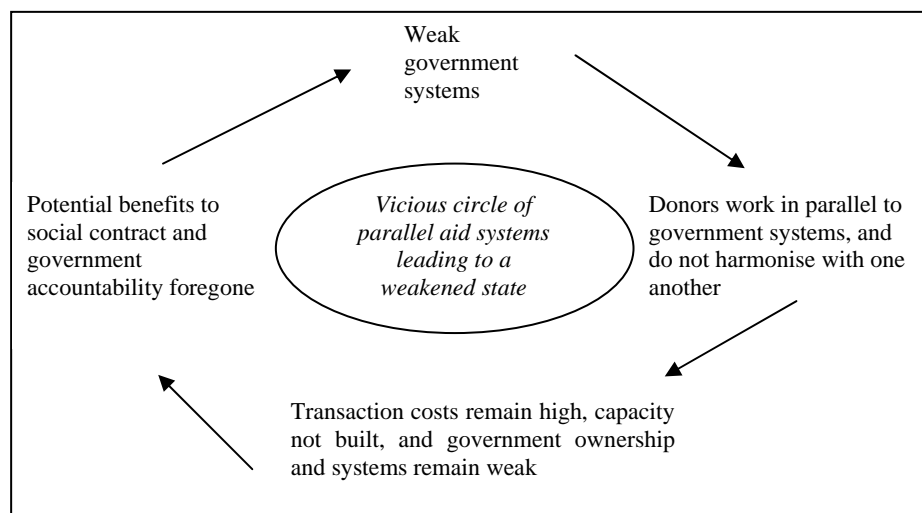 Weak
government
systems
Potential benefits to
social contract and
government
accountability foregone
Vicious circle of
parallel aid systems
leading to a
weakened state
Donors work in parallel to
government systems, and
do not harmonise with one
another
Transaction costs remain high, capacity
not built, and government ownership
and systems remain weak